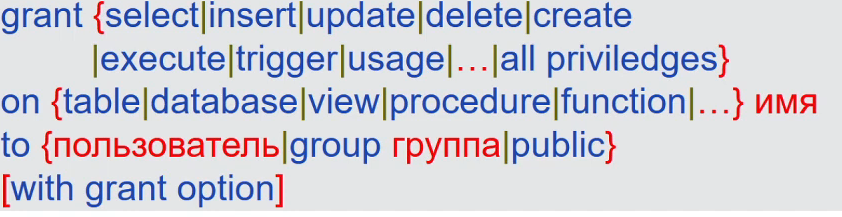 grant {select|insert|update|delete|create
|execute|trigger|usage|…|all priviledges}
on {table|database|view|procedure|function|…} имя
to {пользователь|group группа|public}
[with grant option]